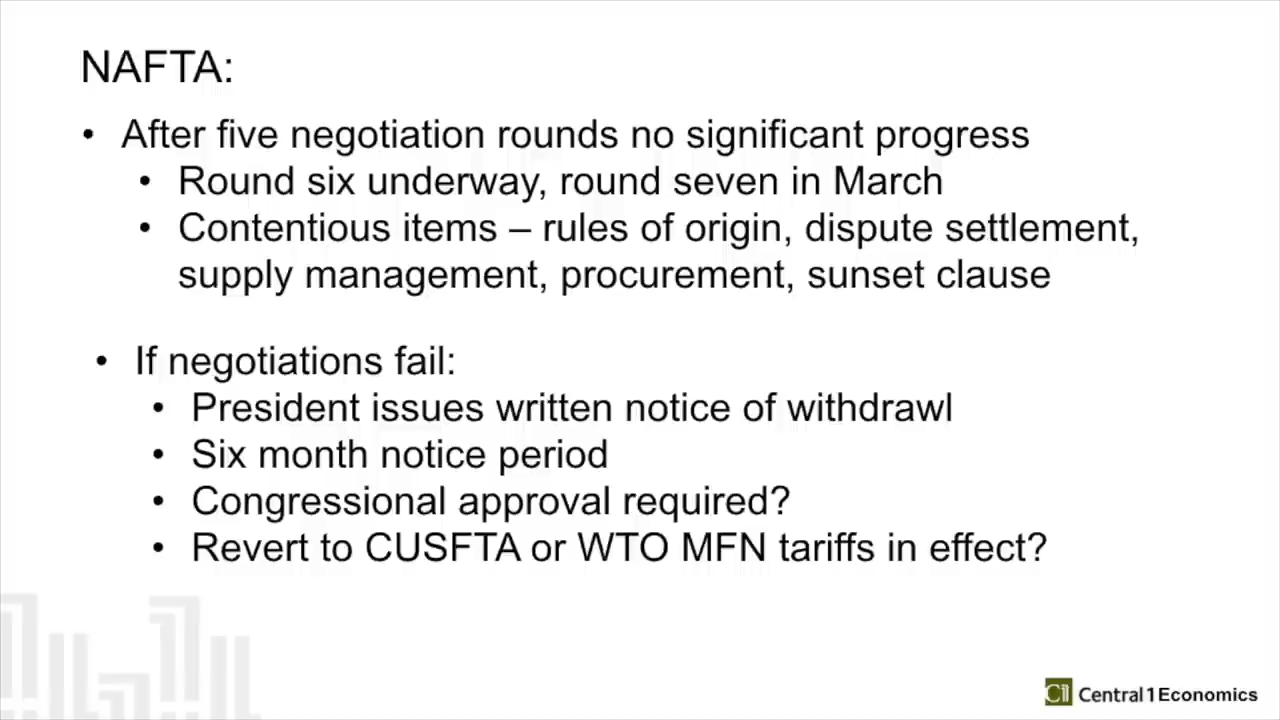 NAFTA:
• After five negotiation rounds no significant progress
• Round six underway, round seven in March
• Contentious items – rules of origin, dispute settlement,
supply management, procurement, sunset clause
• If negotiations fail:
• President issues written notice of withdrawl
• Six month notice period
• Congressional approval required?
• Revert to CUSFTA or WTO MFN tariffs in effect?
C1 Central 1 Economics